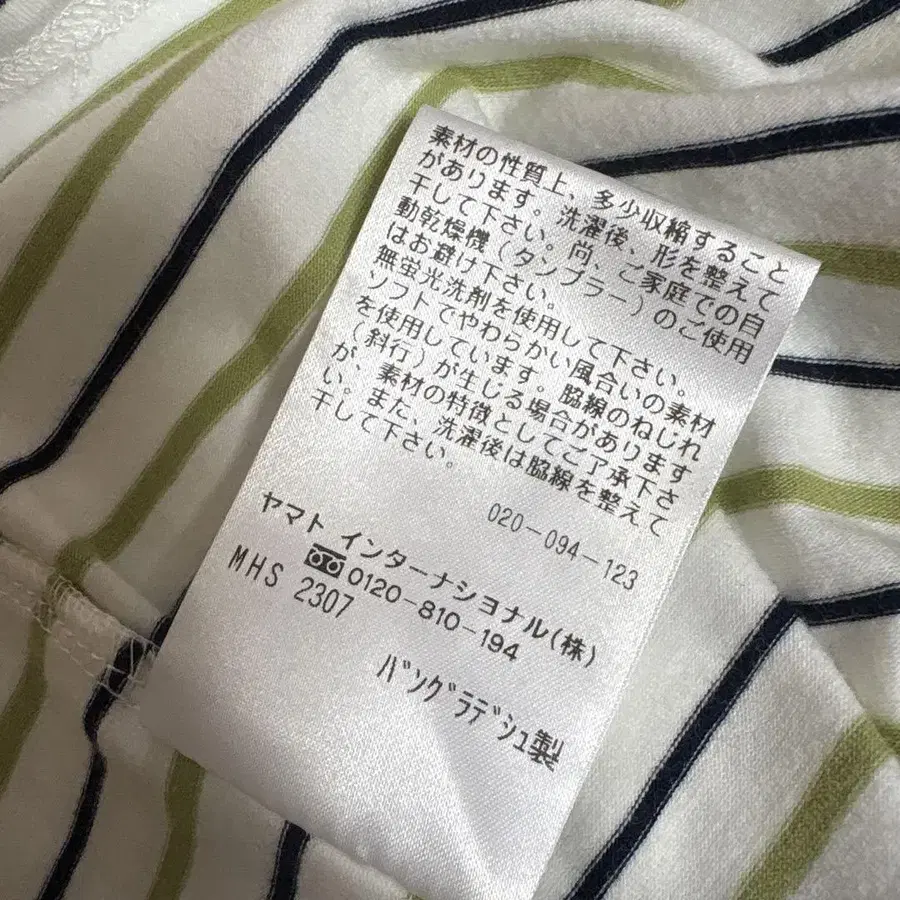 素材の性質上、多少収縮すること
があります。洗濯後、形を整えて
干して下さい。尚、ご家庭での自
動乾燥機（タンブラー）のご使用
はお避け下さい。
無蛍光洗剤を使用して下さい。
ソフトでやわらかい風合いの素材
を使用しています。脇線のねじれ
（斜行）が生じる場合があります
が、素材の特徴としてご了承下さ
い。また、洗濯後は脇線を整えて
干して下さい。
020-094-123
ヤマト インターナショナル(株)
0120-810-194
MHS 2307
ﾊﾞﾝｸﾞﾗﾃﾞｼｭ製